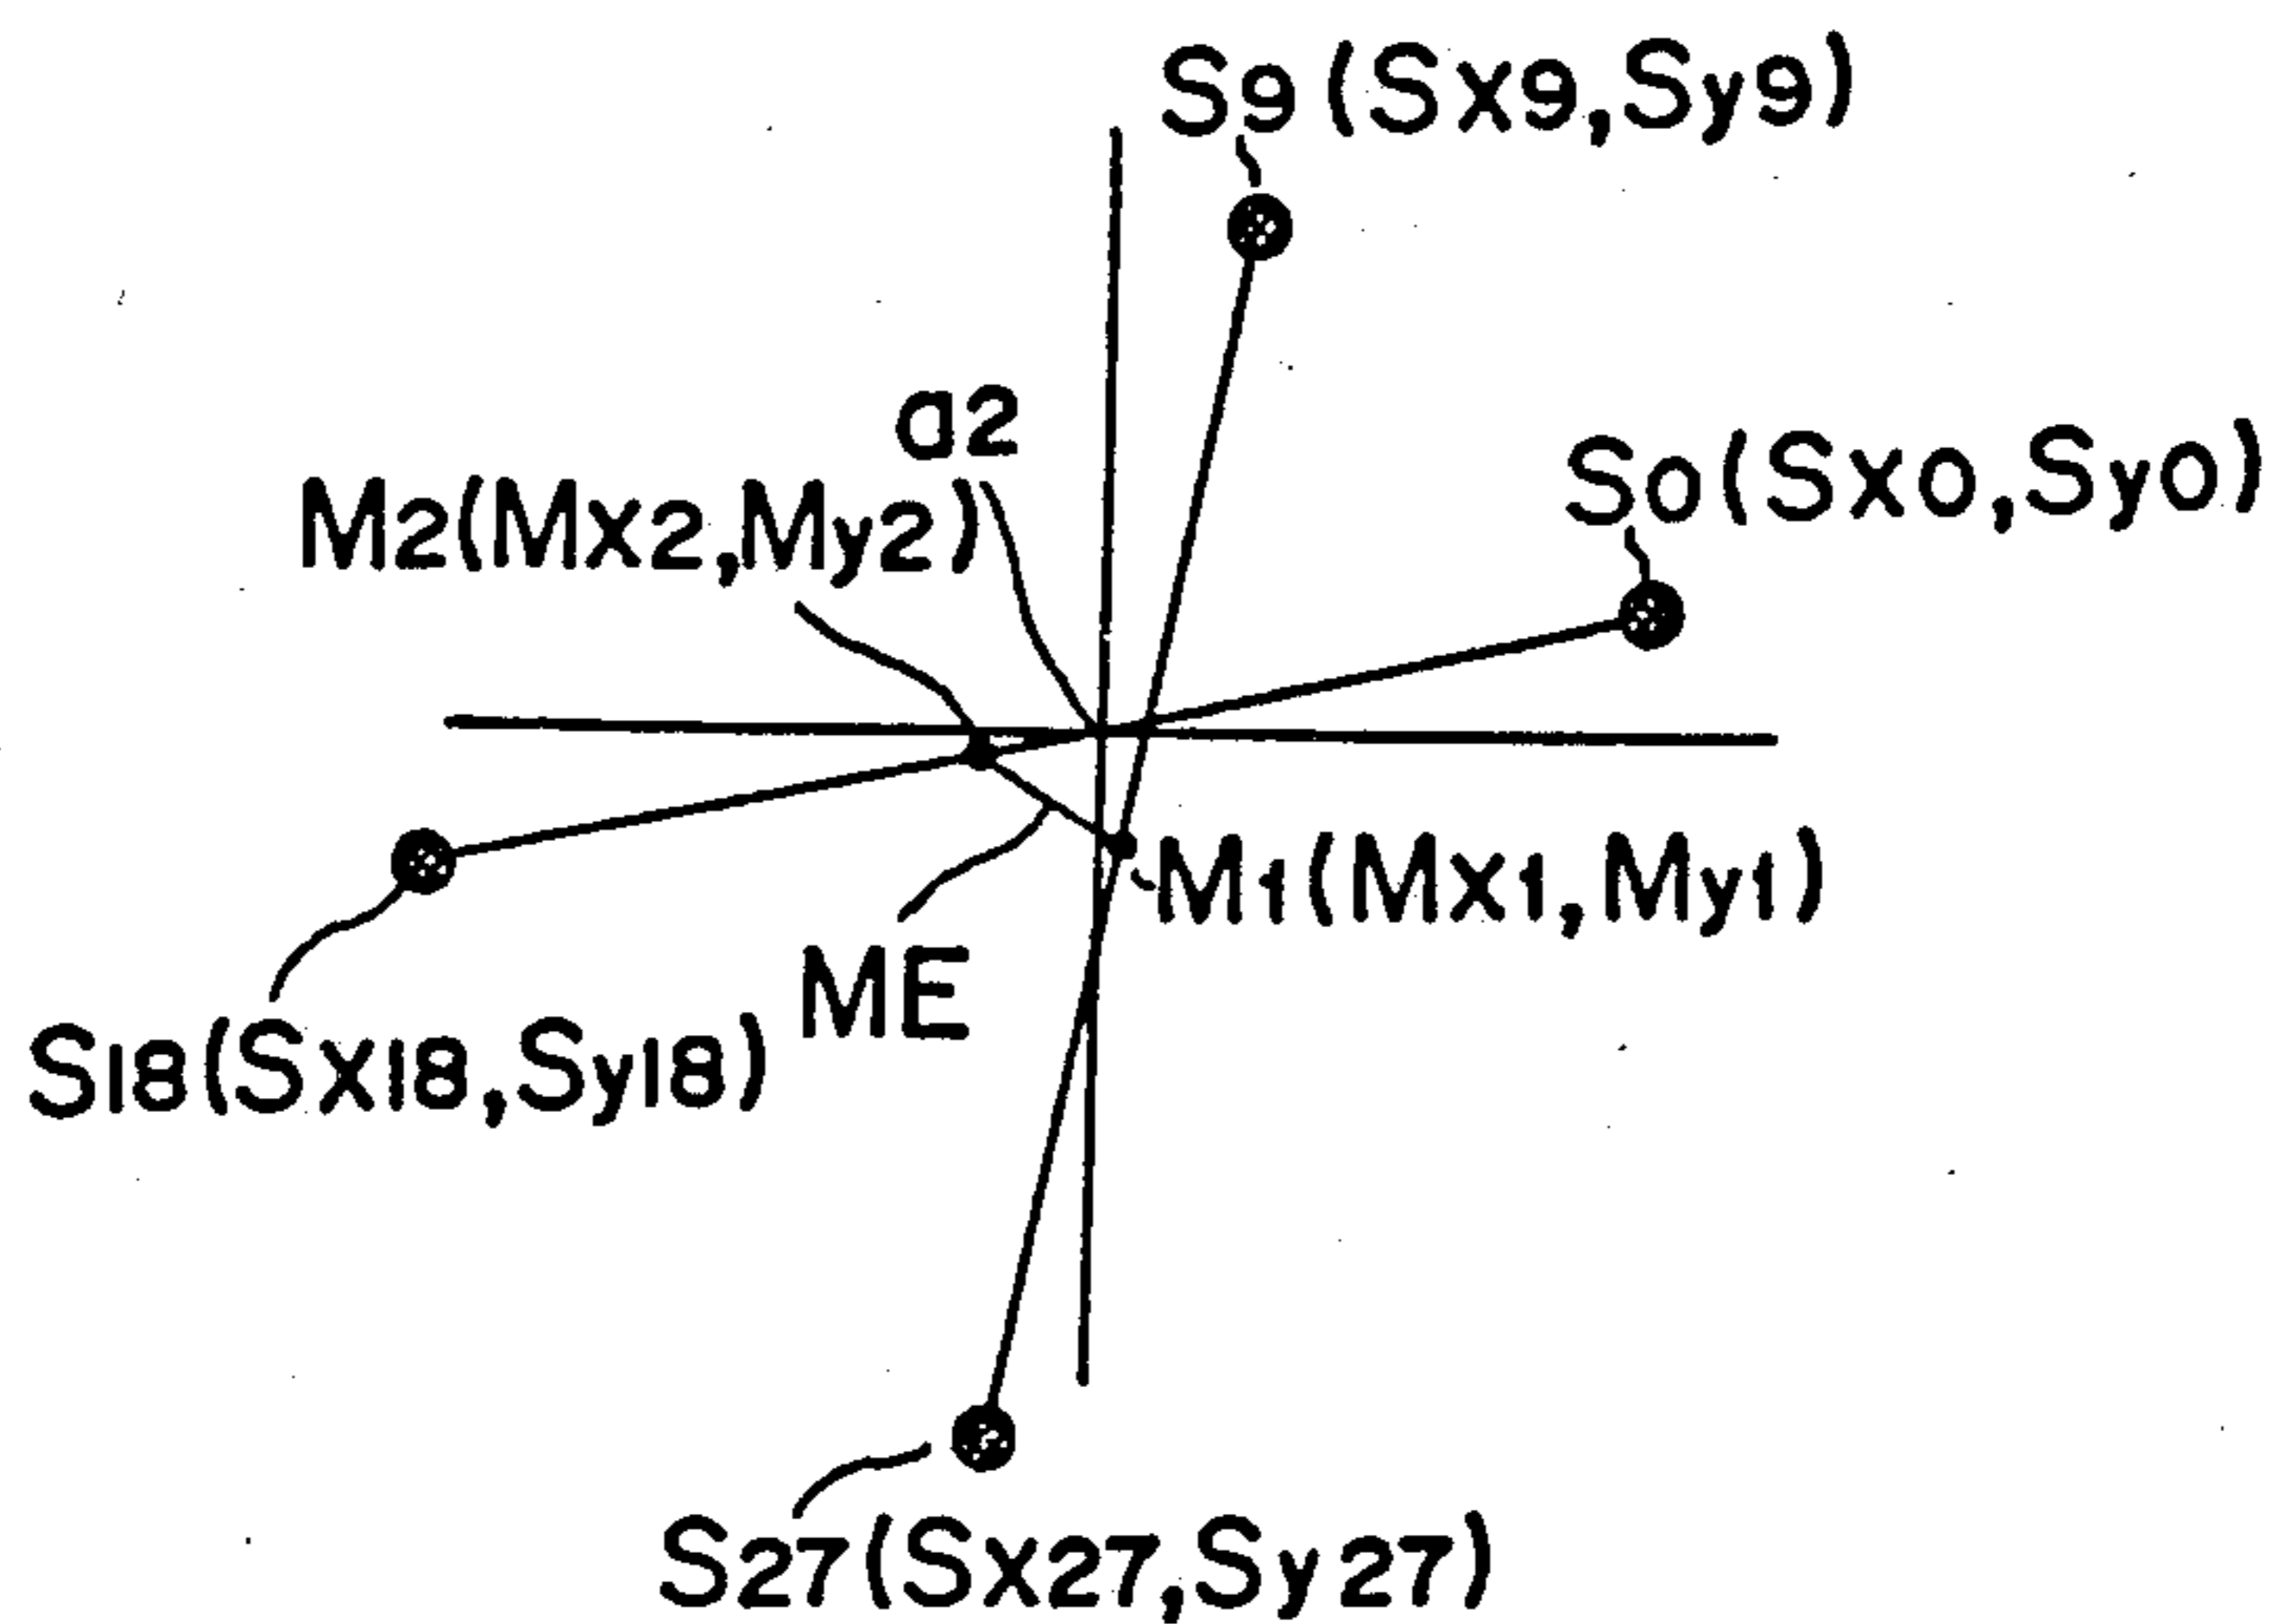 S9(Sx9,Sy9)
a2
S0(Sx0,Sy0)
M2(Mx2,My2)
M1(Mx1,My1)
ME
S18(Sx18,Sy18)
S27(Sx27,Sy27)